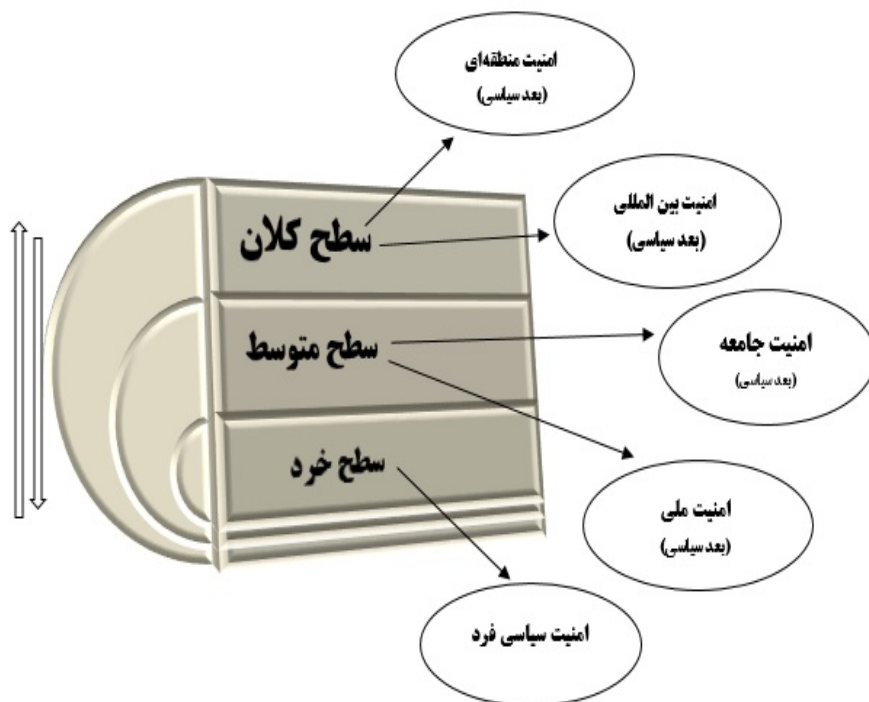 امنیت منطقه‌ای
(بعد سیاسی)
سطح کلان
امنیت بین المللی
(بعد سیاسی)
سطح متوسط
امنیت جامعه
(بعد سیاسی)
امنیت ملی
(بعد سیاسی)
سطح خرد
امنیت سیاسی فرد